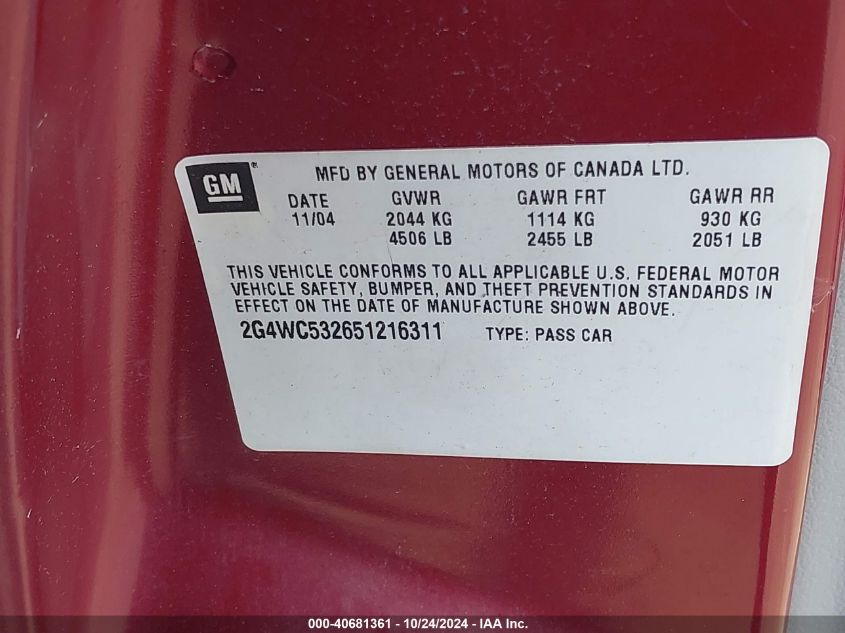 GM®
MFD BY GENERAL MOTORS OF CANADA LTD.
DATE GVWR GAWR FRT GAWR RR
11/04 2044 KG 1114 KG 930 KG
4506 LB 2455 LB 2051 LB
THIS VEHICLE CONFORMS TO ALL APPLICABLE U.S. FEDERAL MOTOR
VEHICLE SAFETY, BUMPER, AND THEFT PREVENTION STANDARDS IN
EFFECT ON THE DATE OF MANUFACTURE SHOWN ABOVE.
2G4WC532651216311 TYPE: PASS CAR
000-40681361 - 10/24/2024 - IAA Inc.